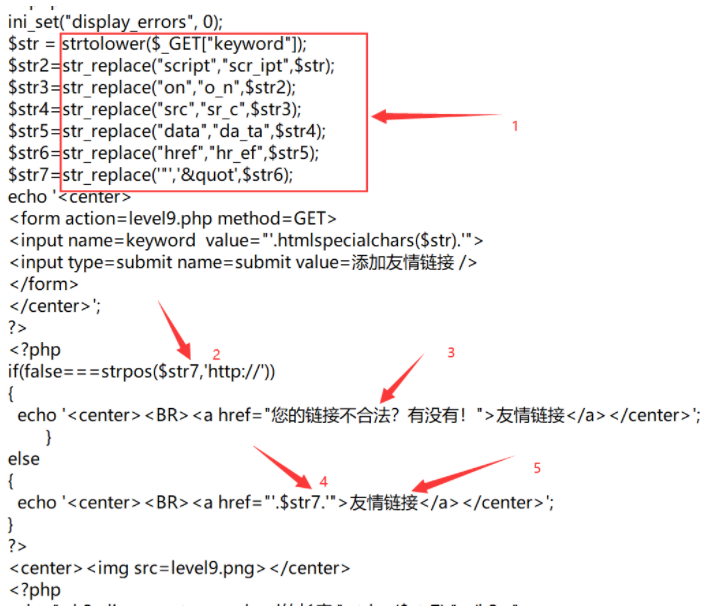 ini_set("display_errors", 0);
$str = strtolower($_GET["keyword"]);
$str2=str_replace("script","scr_ipt",$str);
$str3=str_replace("on","o_n",$str2);
$str4=str_replace("src","sr_c",$str3);
$str5=str_replace("data","da_ta",$str4);
$str6=str_replace("href","hr_ef",$str5);
$str7=str_replace('"','&quot',$str6);
1
echo '<center>
<form action=level9.php method=GET>
<input name=keyword  value="'.htmlspecialchars($str).'">
<input type=submit name=submit value=添加友情链接 />
</form>
</center>';
?>
<?php
2
3
if(false===strpos($str7,'http://'))
{
echo '<center><BR><a href="您的链接不合法？有没有！">友情链接</a></center>';
}
else
4
5
{
echo '<center><BR><a href="'.$str7.'">友情链接</a></center>';
}
?>
<center><img src=level9.png></center>
<?php